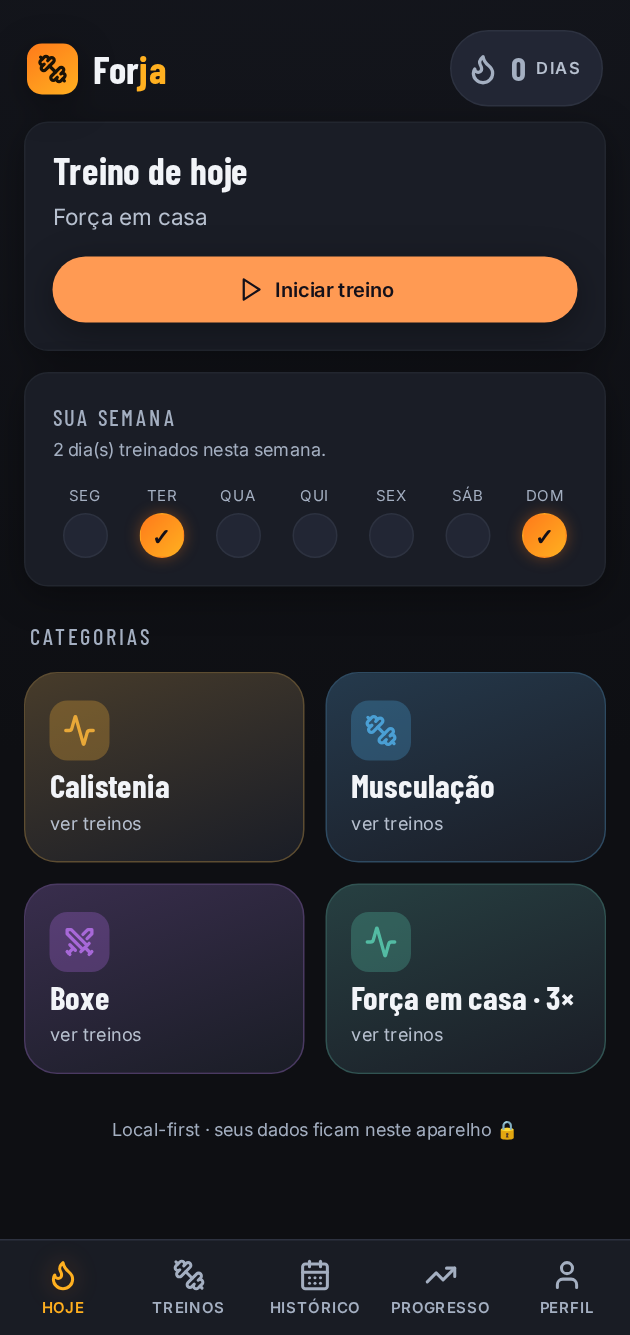 Forja
0 DIAS
Treino de hoje
Força em casa
Iniciar treino
SUA SEMANA
2 dia(s) treinados nesta semana.
SEG TER QUA QUI SEX SÁB DOM
✓ ✓
CATEGORIAS
Calistenia
ver treinos
Musculação
ver treinos
Boxe
ver treinos
Força em casa · 3×
ver treinos
Local-first · seus dados ficam neste aparelho 🔒
HOJE TREINOS HISTÓRICO PROGRESSO PERFIL